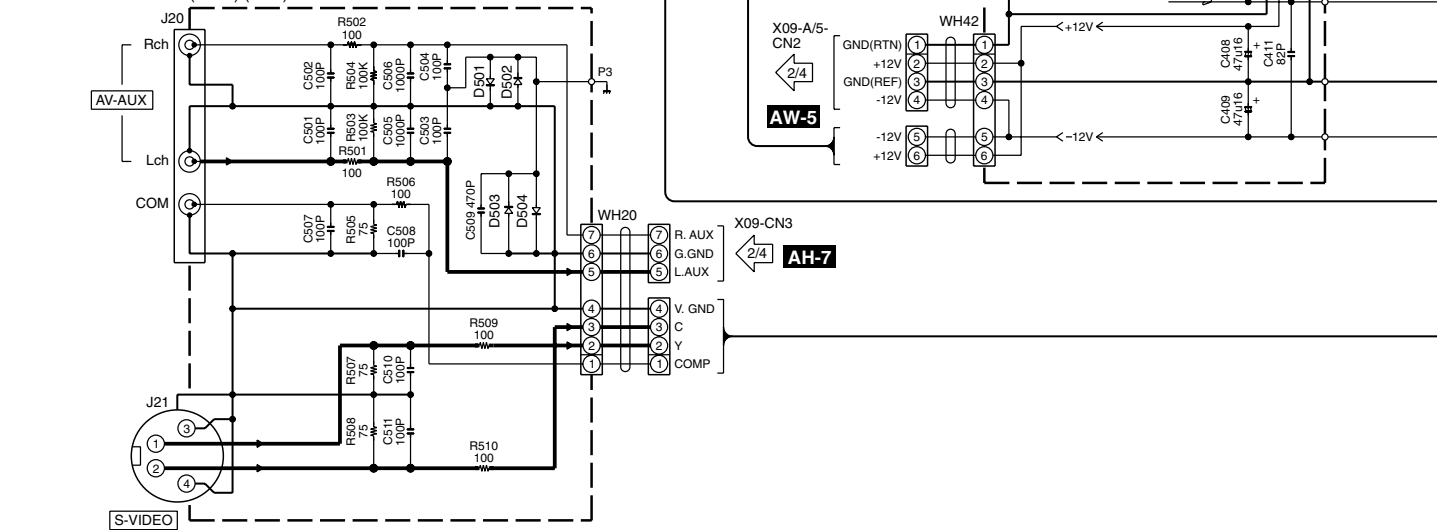 J20
Rch
AV-AUX
Lch
COM
R502
100
C502
100P
R504
100K
C506
1000P
C504
100P
D501
D502
P3
C501
100P
R503
100K
C505
1000P
C503
100P
R501
100
R506
100
C507
100P
R505
75
C508
100P
C509 470P
D503
D504
WH20
7
6
5
4
3
2
1
7
6
5
4
3
2
1
R. AUX
G.GND
L.AUX
V. GND
C
Y
COMP
X09-CN3
2/4
AH-7
R509
100
R507
75
C510
100P
R508
75
C511
100P
R510
100
J21
3
1
2
4
S-VIDEO
X09-A/5-
CN2
2/4
AW-5
WH42
GND(RTN)
+12V
GND(REF)
-12V
-12V
+12V
1
2
3
4
5
6
1
2
3
4
5
6
+12V
−12V
C408
47u16
+
C411
82P
C409
47u16
+